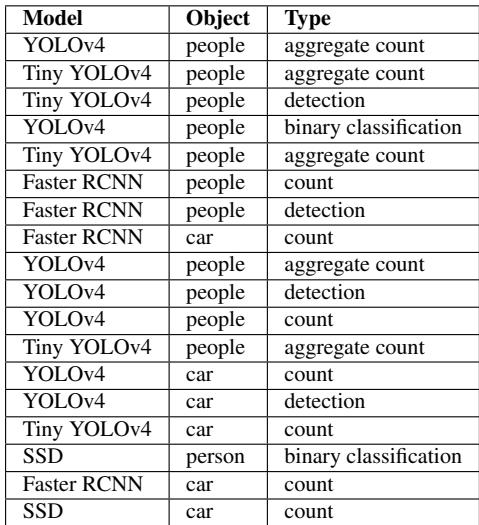 Model Object Type
YOLOv4 people aggregate count
Tiny YOLOv4 people aggregate count
Tiny YOLOv4 people detection
YOLOv4 people binary classification
Tiny YOLOv4 people aggregate count
Faster RCNN people count
Faster RCNN people detection
Faster RCNN car count
YOLOv4 people aggregate count
YOLOv4 people detection
YOLOv4 people count
Tiny YOLOv4 people aggregate count
YOLOv4 car count
YOLOv4 car detection
Tiny YOLOv4 car count
SSD person binary classification
Faster RCNN car count
SSD car count